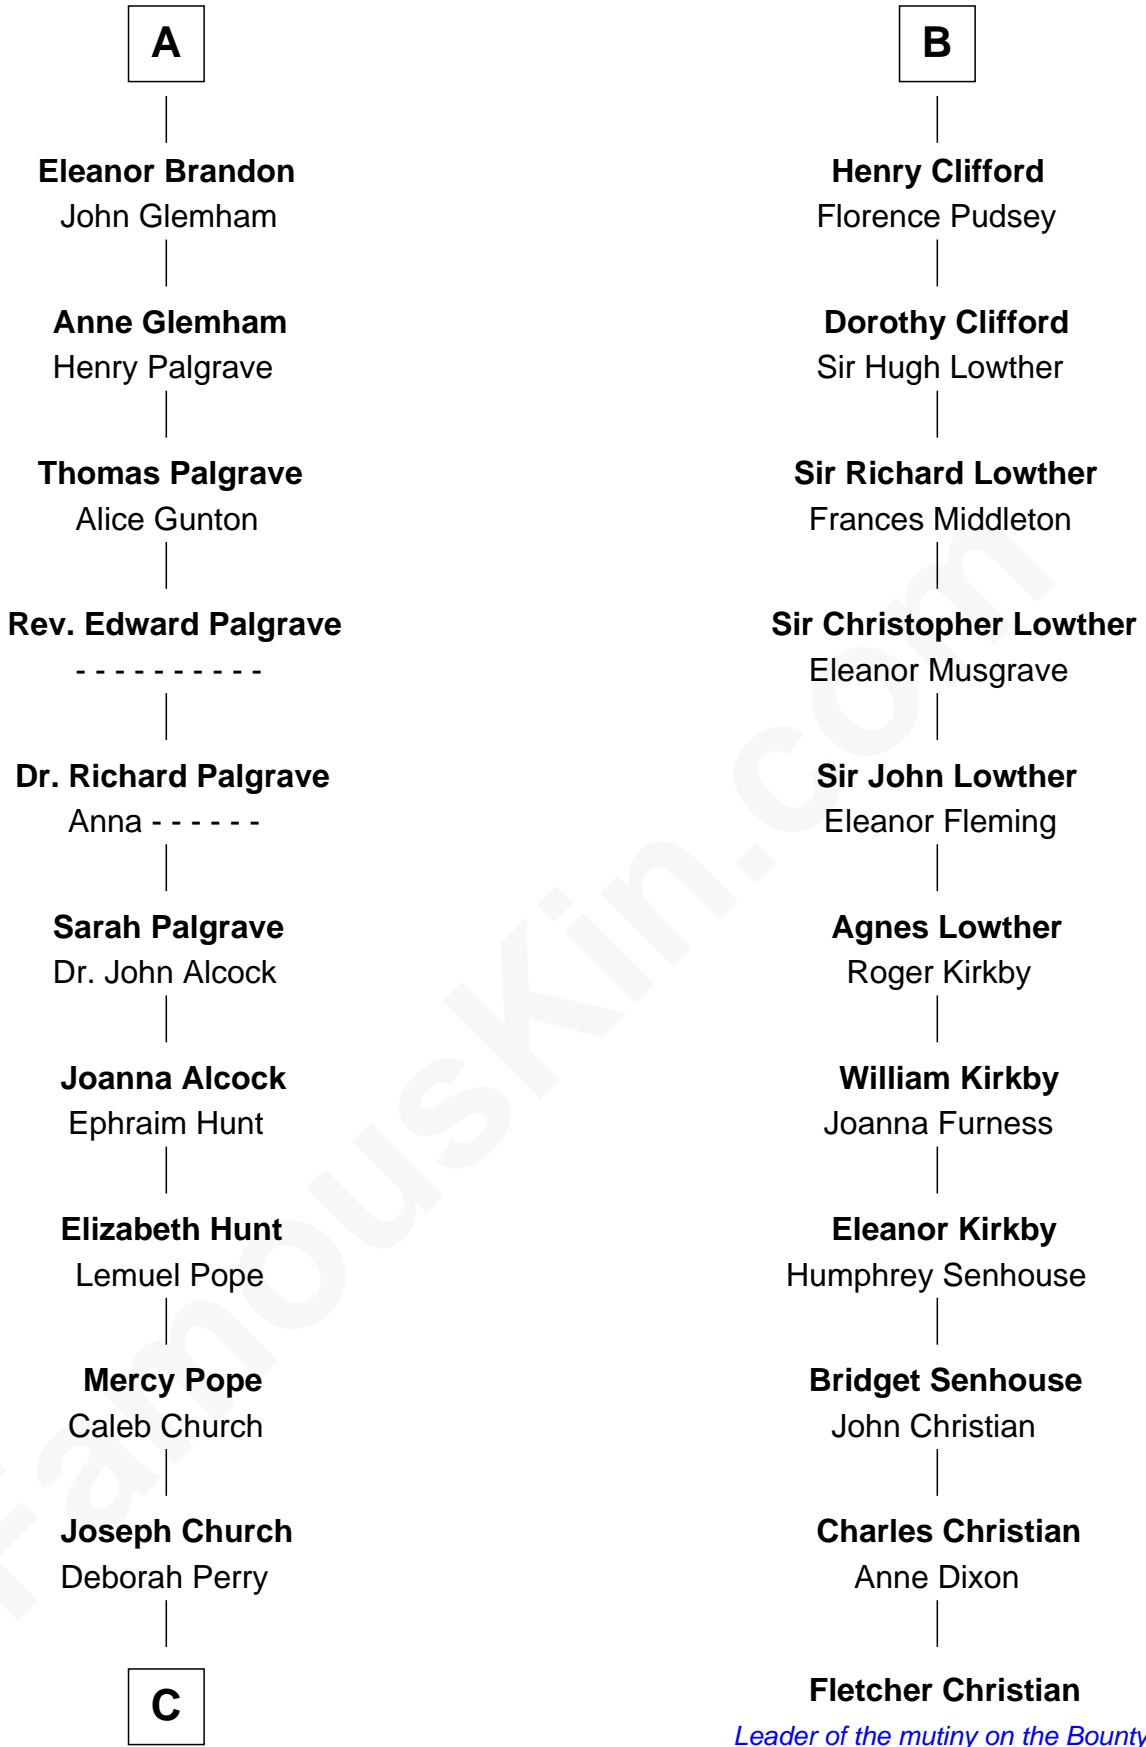 A
Eleanor Brandon
John Glemham
Anne Glemham
Henry Palgrave
Thomas Palgrave
Alice Gunton
Rev. Edward Palgrave
- - - - - - - - - -
Dr. Richard Palgrave
Anna - - - - - -
Sarah Palgrave
Dr. John Alcock
Joanna Alcock
Ephraim Hunt
Elizabeth Hunt
Lemuel Pope
Mercy Pope
Caleb Church
Joseph Church
Deborah Perry
C
B
Henry Clifford
Florence Pudsey
Dorothy Clifford
Sir Hugh Lowther
Sir Richard Lowther
Frances Middleton
Sir Christopher Lowther
Eleanor Musgrave
Sir John Lowther
Eleanor Fleming
Agnes Lowther
Roger Kirkby
William Kirkby
Joanna Furness
Eleanor Kirkby
Humphrey Senhouse
Bridget Senhouse
John Christian
Charles Christian
Anne Dixon
Fletcher Christian
Leader of the mutiny on the Bounty
FamousKin.com